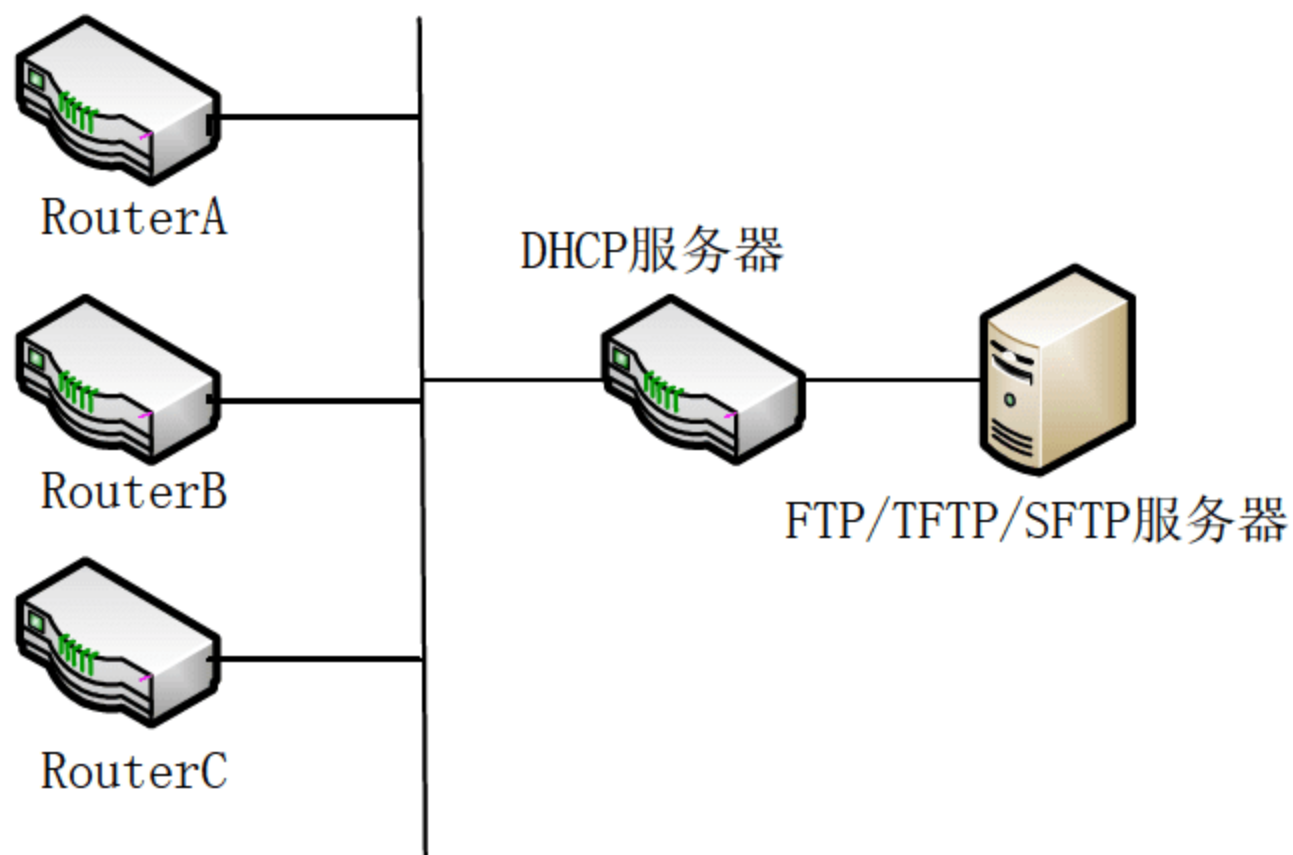 RouterA
DHCP服务器
RouterB
FTP/TFTP/SFTP服务器
RouterC